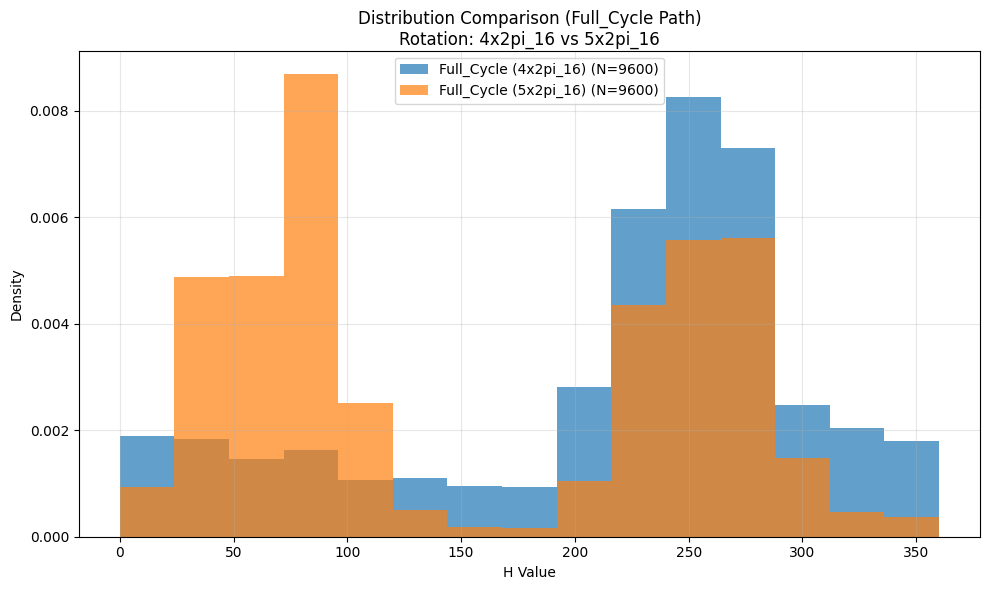 Distribution Comparison (Full_Cycle Path)
Rotation: 4x2pi_16 vs 5x2pi_16
Full_Cycle (4x2pi_16) (N=9600)
Full_Cycle (5x2pi_16) (N=9600)
0.008
0.006
0.004
0.002
0.000
Density
0 50 100 150 200 250 300 350
H Value